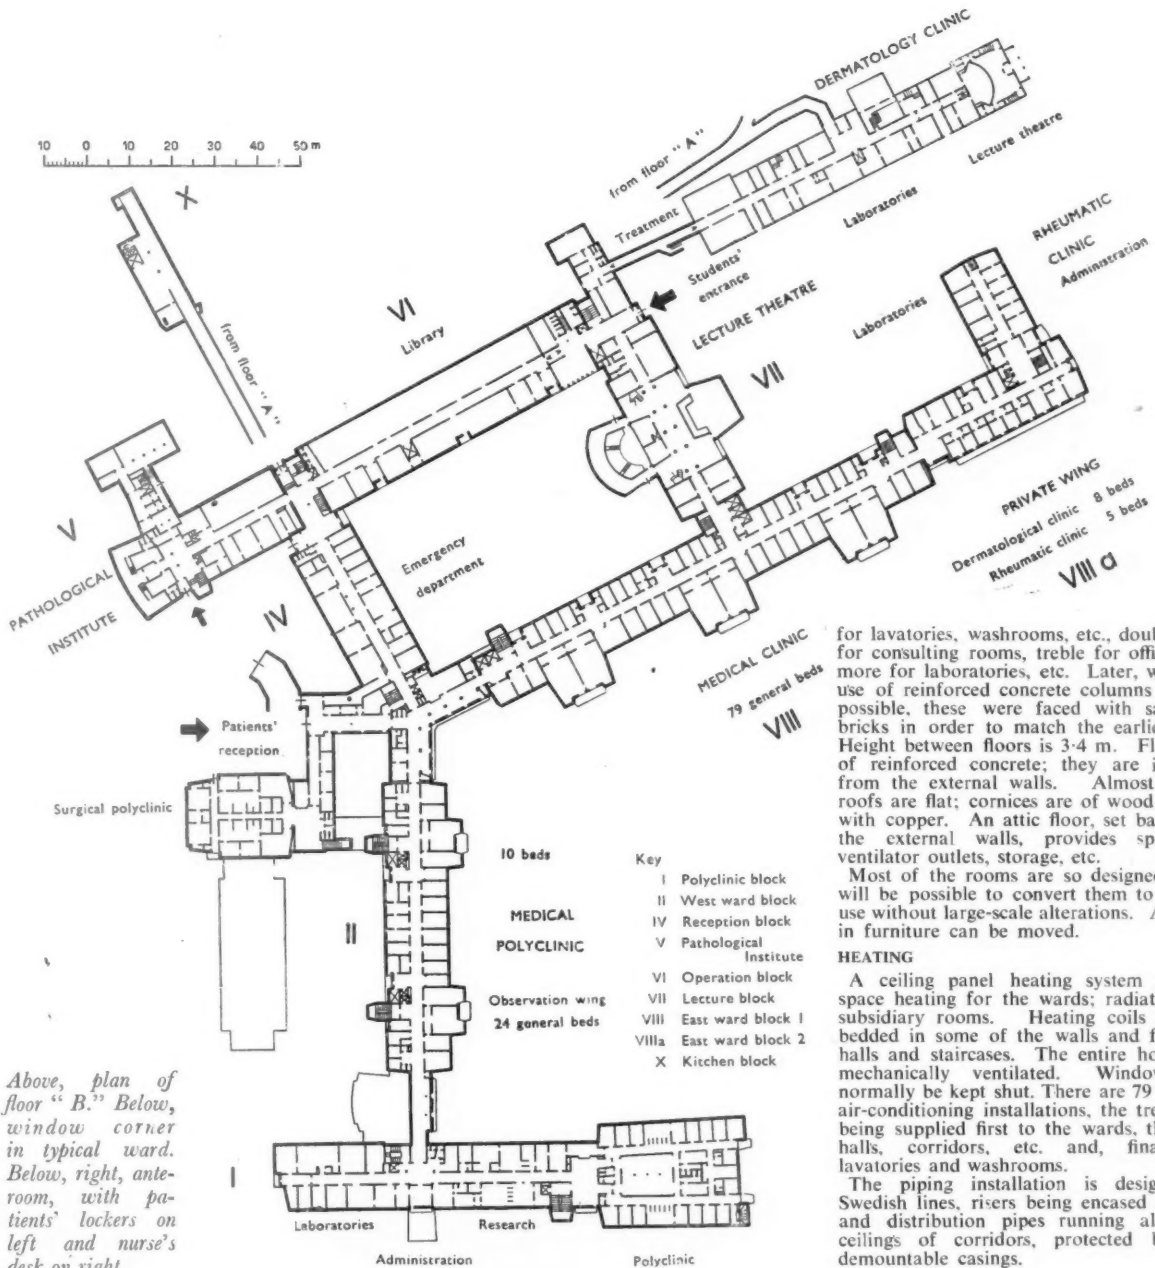 DERMATOLOGY CLINIC
10 0 10 20 30 40 50 m
X
from floor "A"
Lecture theatre
Treatment
Laboratories
RHEUMATIC
CLINIC
Administration
Students'
entrance
VI
Library
LECTURE THEATRE
Laboratories
from floor "A"
VII
V
PATHOLOGICAL
INSTITUTE
Emergency
department
IV
PRIVATE WING
Dermatological clinic 8 beds
Rheumatic clinic 5 beds
VIII a
MEDICAL CLINIC
79 general beds
VIII
Patients'
reception
Surgical polyclinic
10 beds
II
MEDICAL
POLYCLINIC
Observation wing
24 general beds
Key
I Polyclinic block
II West ward block
IV Reception block
V Pathological
Institute
VI Operation block
VII Lecture block
VIII East ward block 1
VIIIa East ward block 2
X Kitchen block
I
Laboratories
Research
Administration
Polyclinic
Above, plan of
floor " B." Below,
window corner
in typical ward.
Below, right, ante-
room, with pa-
tients' lockers on
left and nurse's
desk on right.
for lavatories, washrooms, etc., doubl
for consulting rooms, treble for offi
more for laboratories, etc. Later, w
use of reinforced concrete columns
possible, these were faced with sa
bricks in order to match the earlie
Height between floors is 3·4 m. Fl
of reinforced concrete; they are i
from the external walls. Almost
roofs are flat; cornices are of wood
with copper. An attic floor, set ba
the external walls, provides sp
ventilator outlets, storage, etc.
Most of the rooms are so designed
will be possible to convert them to
use without large-scale alterations. A
in furniture can be moved.
HEATING
A ceiling panel heating system
space heating for the wards; radiat
subsidiary rooms. Heating coils
bedded in some of the walls and f
halls and staircases. The entire ho
mechanically ventilated. Window
normally be kept shut. There are 79
air-conditioning installations, the tre
being supplied first to the wards, th
halls, corridors, etc. and, fina
lavatories and washrooms.
The piping installation is desig
Swedish lines, risers being encased
and distribution pipes running al
ceilings of corridors, protected b
demountable casings.